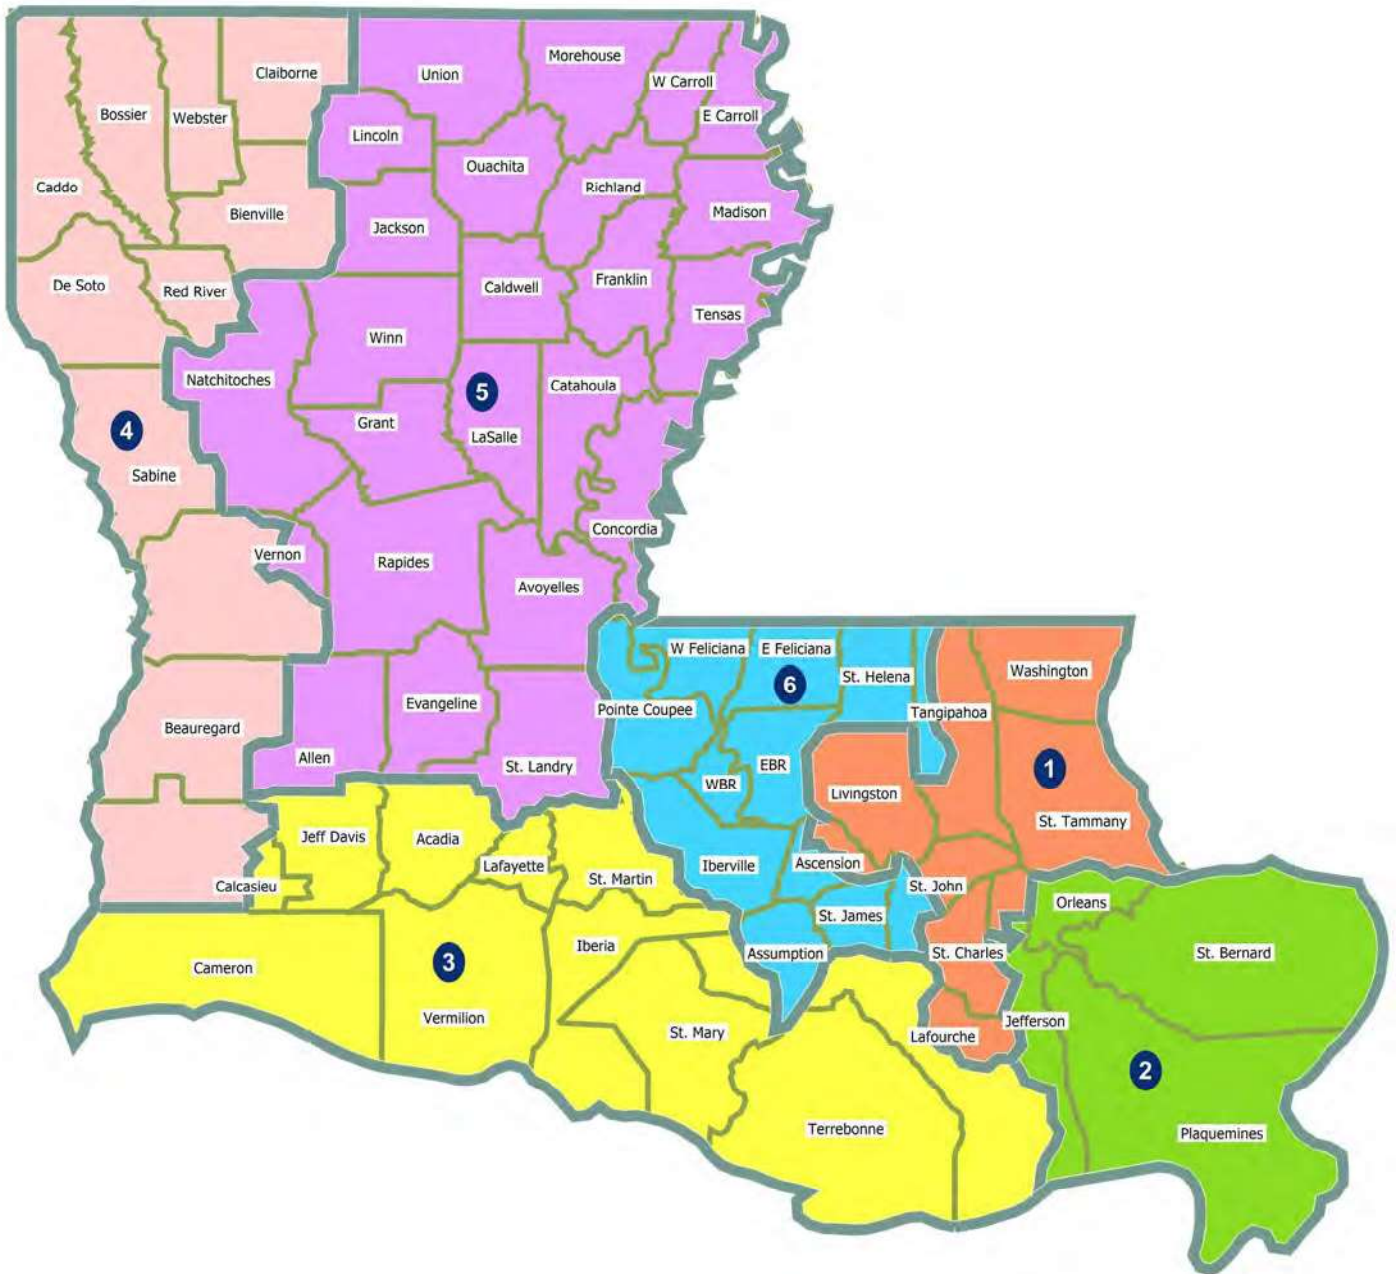 Claiborne
Union
Morehouse
W Carroll
E Carroll
Bossier
Webster
Lincoln
Ouachita
Richland
Caddo
Bienville
Jackson
Madison
De Soto
Red River
Caldwell
Franklin
Tensas
Winn
Natchitoches
5
Catahoula
4
Grant
LaSalle
Sabine
Concordia
Vernon
Rapides
Avoyelles
W Feliciana
E Feliciana
6
St. Helena
Washington
Evangeline
Pointe Coupee
Tangipahoa
Beauregard
Allen
St. Landry
EBR
WBR
Livingston
1
St. Tammany
Jeff Davis
Acadia
Lafayette
St. Martin
Iberville
Ascension
St. John
Calcasieu
Orleans
St. James
Iberia
Assumption
St. Charles
St. Bernard
Cameron
3
Vermilion
St. Mary
Lafourche
Jefferson
2
Terrebonne
Plaquemines